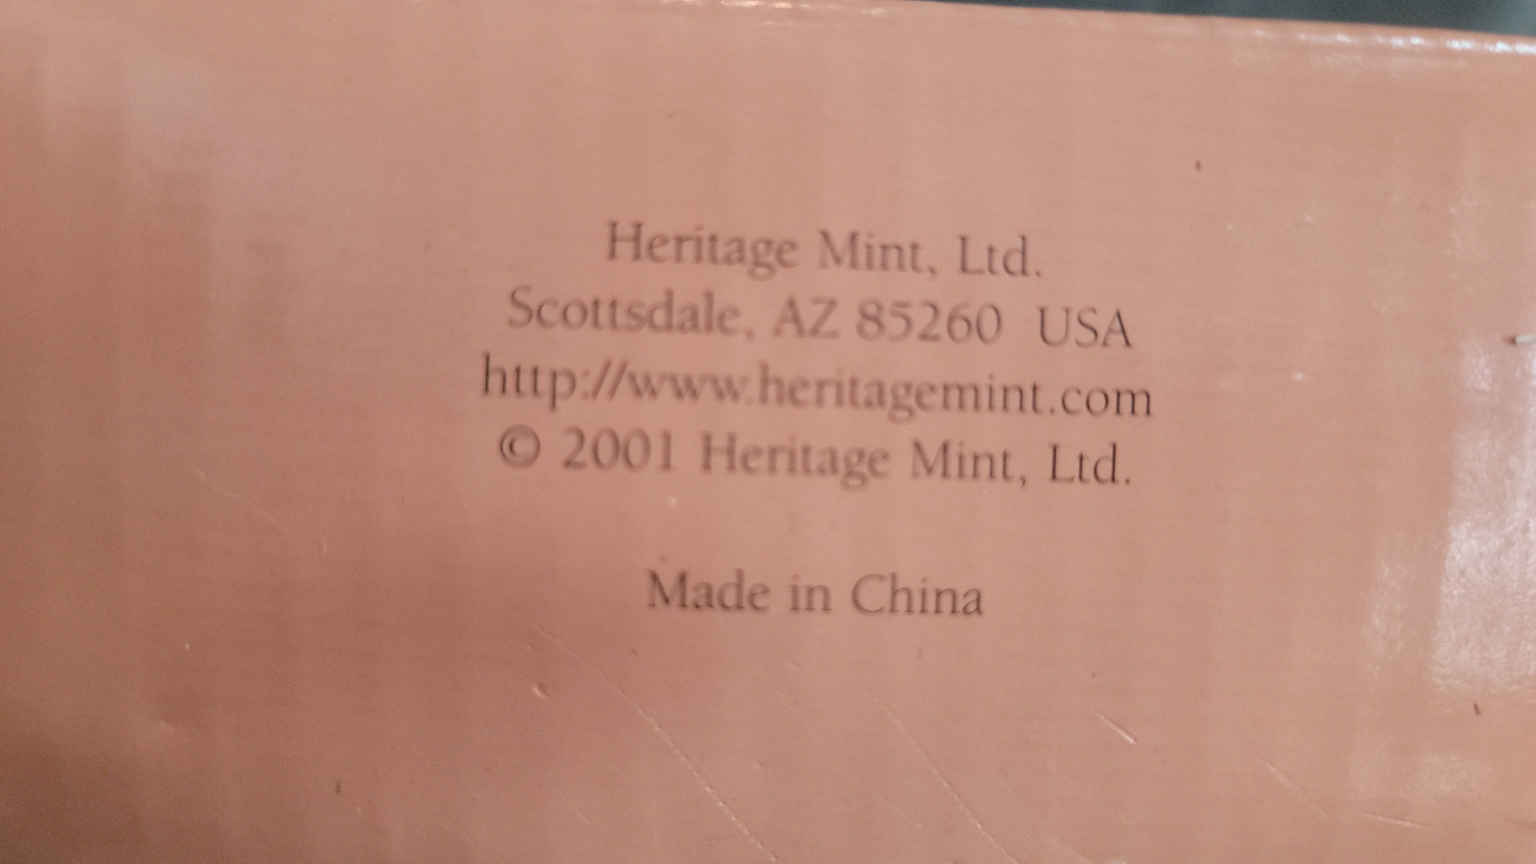 Heritage Mint, Ltd.
Scottsdale, AZ 85260 USA
http://www.heritagemint.com
© 2001 Heritage Mint, Ltd.
Made in China